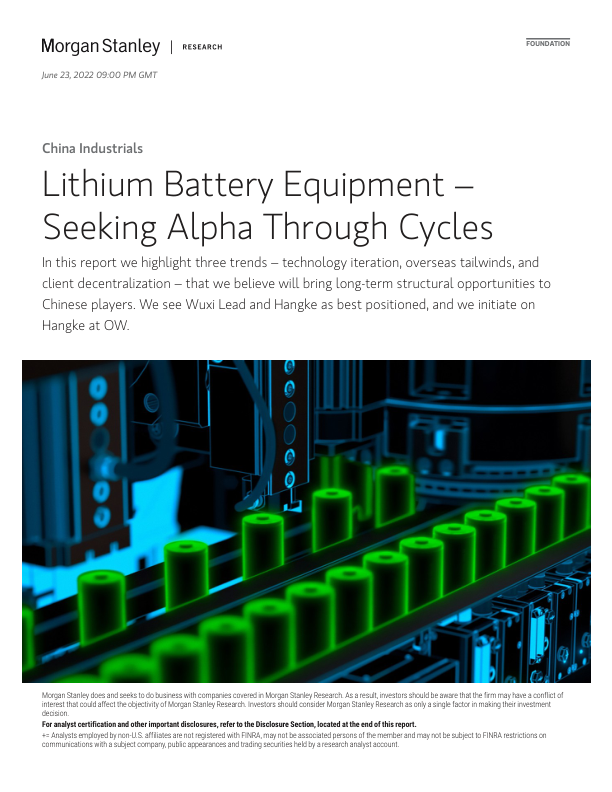 Morgan Stanley | RESEARCH
FOUNDATION
June 23, 2022 09:00 PM GMT
China Industrials
Lithium Battery Equipment –
Seeking Alpha Through Cycles
In this report we highlight three trends – technology iteration, overseas tailwinds, and
client decentralization – that we believe will bring long-term structural opportunities to
Chinese players. We see Wuxi Lead and Hangke as best positioned, and we initiate on
Hangke at OW.
Morgan Stanley does and seeks to do business with companies covered in Morgan Stanley Research. As a result, investors should be aware that the firm may have a conflict of
interest that could affect the objectivity of Morgan Stanley Research. Investors should consider Morgan Stanley Research as only a single factor in making their investment
decision.
For analyst certification and other important disclosures, refer to the Disclosure Section, located at the end of this report.
+= Analysts employed by non-U.S. affiliates are not registered with FINRA, may not be associated persons of the member and may not be subject to FINRA restrictions on
communications with a subject company, public appearances and trading securities held by a research analyst account.